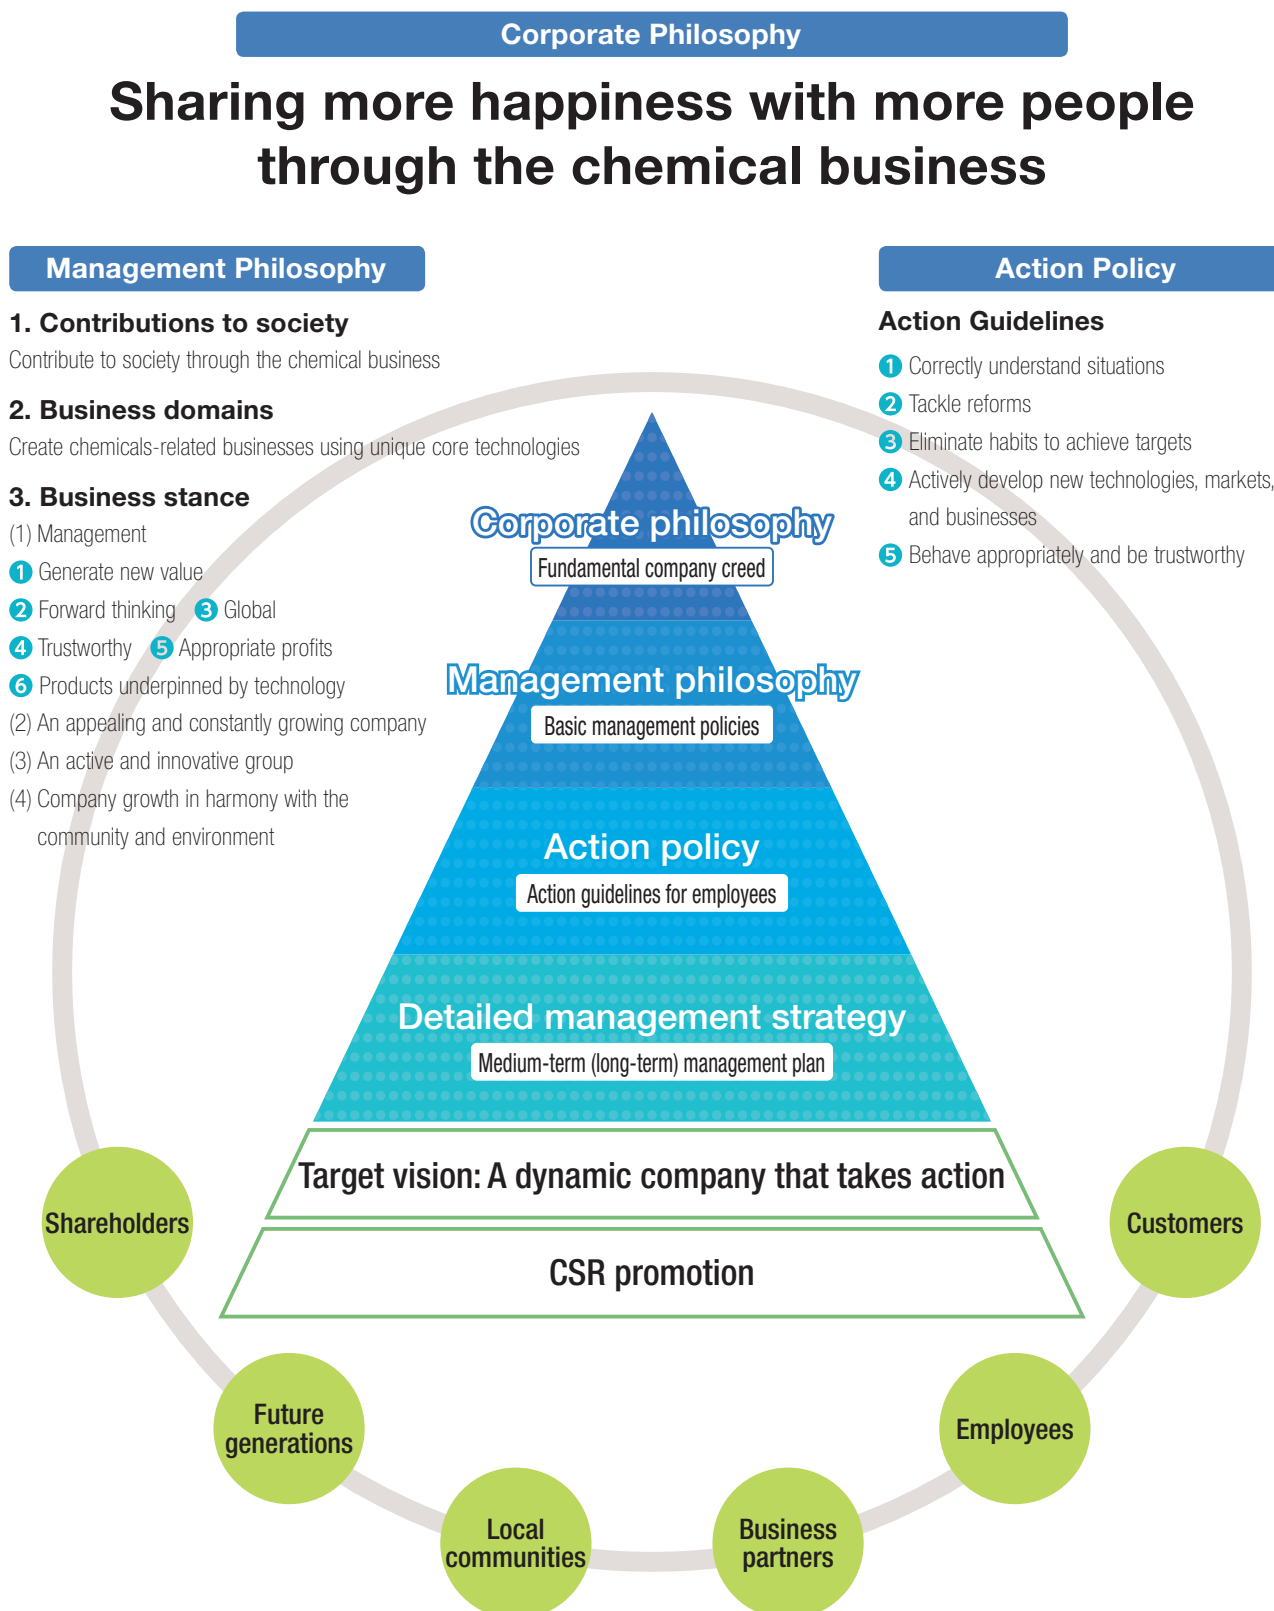 Corporate Philosophy
Sharing more happiness with more people
through the chemical business
Management Philosophy
1. Contributions to society
Contribute to society through the chemical business
2. Business domains
Create chemicals-related businesses using unique core technologies
3. Business stance
(1) Management
1 Generate new value
2 Forward thinking 3 Global
4 Trustworthy 5 Appropriate profits
6 Products underpinned by technology
(2) An appealing and constantly growing company
(3) An active and innovative group
(4) Company growth in harmony with the
community and environment
Action Policy
Action Guidelines
1 Correctly understand situations
2 Tackle reforms
3 Eliminate habits to achieve targets
4 Actively develop new technologies, markets,
and businesses
5 Behave appropriately and be trustworthy
Corporate philosophy
Fundamental company creed
Management philosophy
Basic management policies
Action policy
Action guidelines for employees
Detailed management strategy
Medium-term (long-term) management plan
Target vision: A dynamic company that takes action
CSR promotion
Shareholders
Customers
Future
generations
Employees
Local
communities
Business
partners